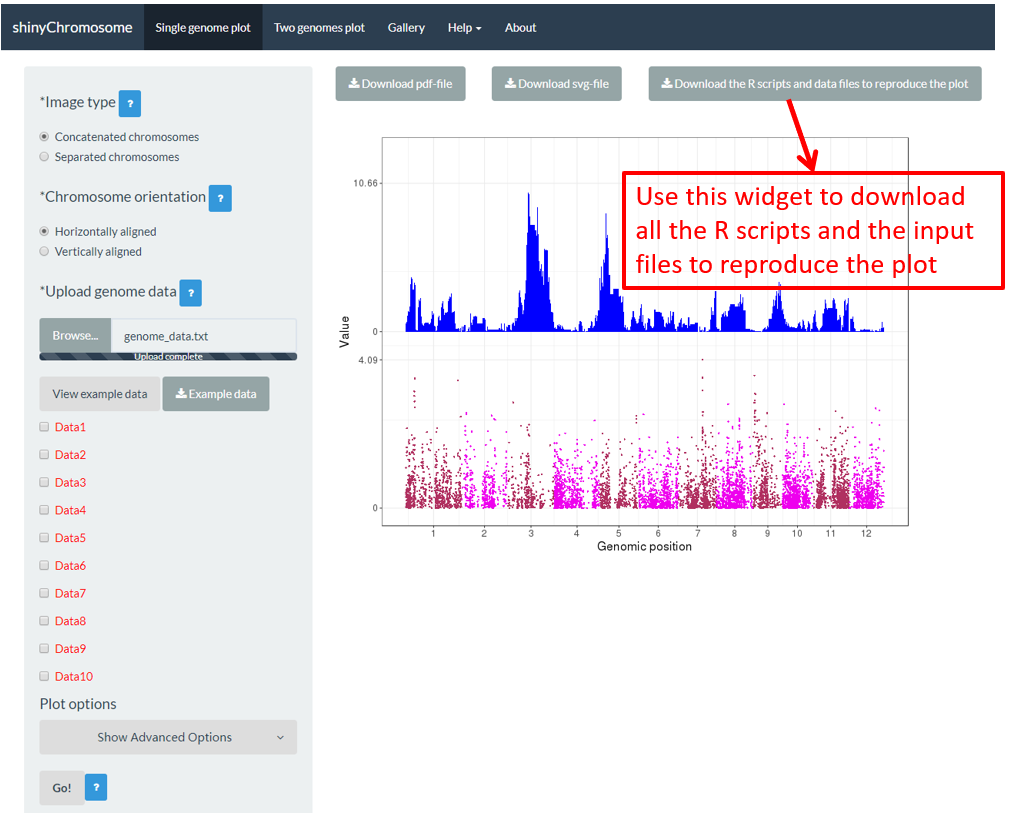 shinyChromosome Single genome plot Two genomes plot Gallery Help About
Download pdf-file Download svg-file Download the R scripts and data files to reproduce the plot
*Image type ?
Concatenated chromosomes
Separated chromosomes
*Chromosome orientation ?
Horizontally aligned
Vertically aligned
*Upload genome data ?
Browse... genome_data.txt
Upload complete
View example data Example data
Data1
Data2
Data3
Data4
Data5
Data6
Data7
Data8
Data9
Data10
Plot options
Show Advanced Options
Go! ?
Use this widget to download
all the R scripts and the input
files to reproduce the plot
10.66
0
4.09
0
Value
1 2 3 4 5 6 7 8 9 10 11 12
Genomic position